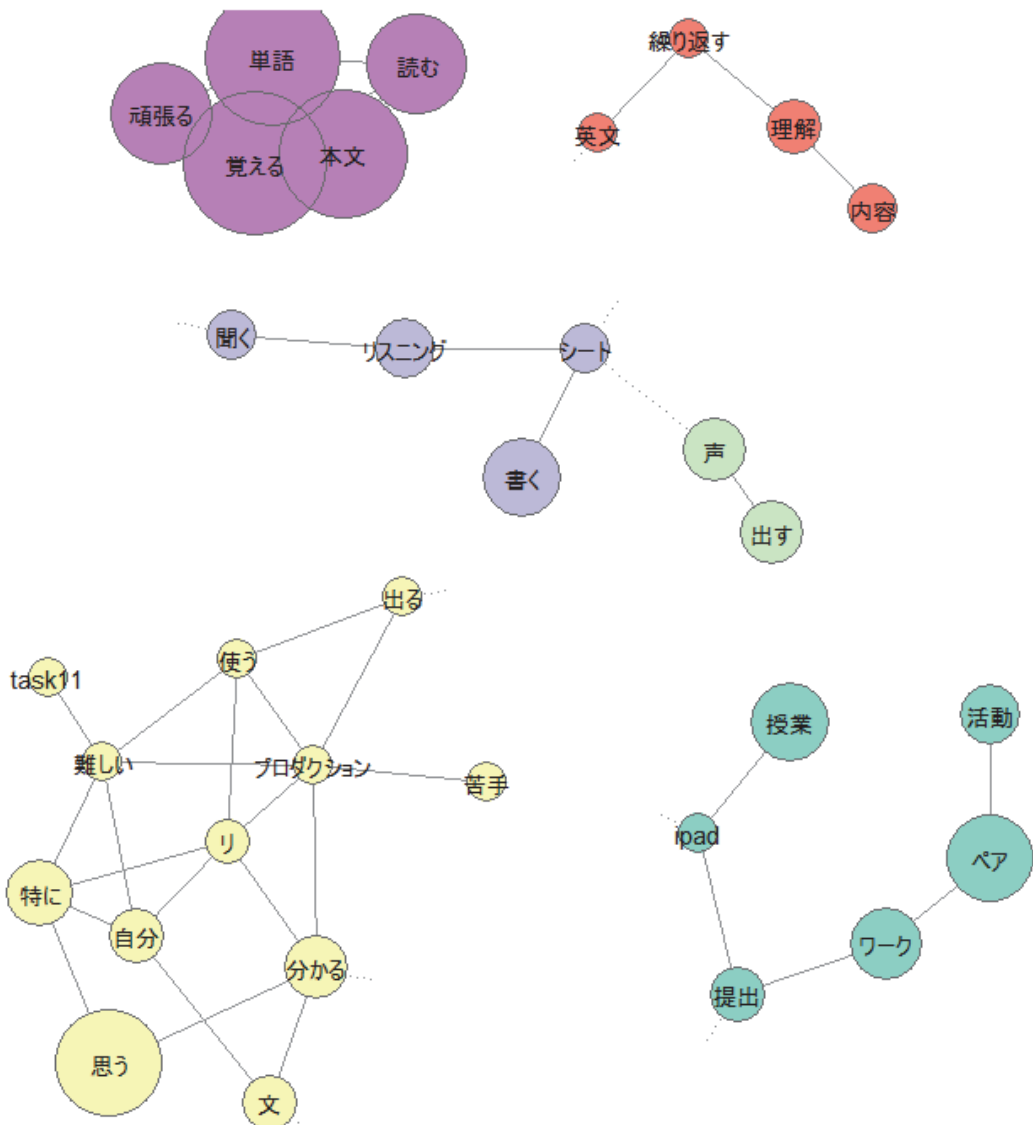 単語
読む
頑張る
覚える
本文
繰り返す
英文
理解
内容
聞く
リスニング
シート
書く
声
出す
出る
使う
task11
難しい
プロダクション
苦手
リ
特に
自分
分かる
思う
文
授業
活動
ipad
ペア
ワーク
提出